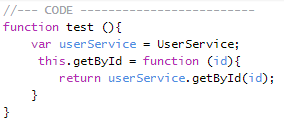 //--- CODE --------------------------
function test (){
    var userService = UserService;
     this.getById = function (id){
        return userService.getById(id);
    }
}